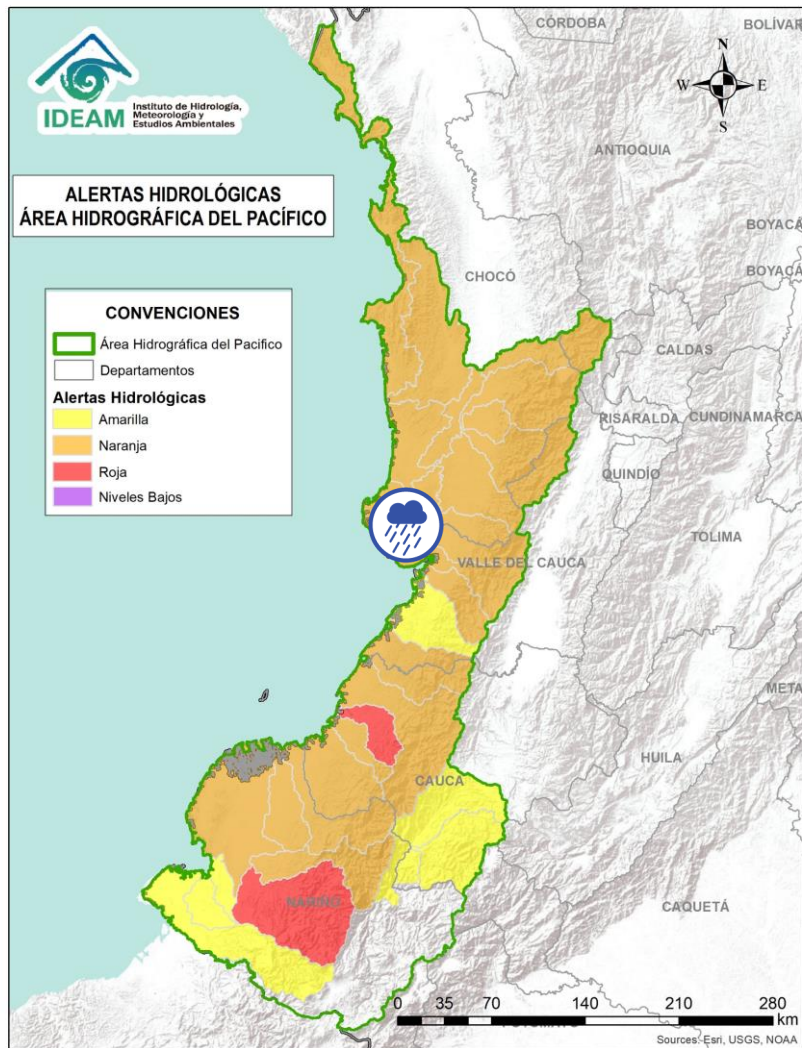 IDEAM
Instituto de Hidrología,
Meteorología y
Estudios Ambientales
ALERTAS HIDROLÓGICAS
ÁREA HIDROGRÁFICA DEL PACÍFICO
CONVENCIONES
Área Hidrográfica del Pacifico
Departamentos
Alertas Hidrológicas
Amarilla
Naranja
Roja
Niveles Bajos
N
W E
S
CÓRDOBA
BOLÍVAR
ANTIOQUIA
BOYACÁ
CHOCÓ
BOYACÁ
CALDAS
RISARALDA
CUNDINAMARCA
QUINDÍO
TOLIMA
VALLE DEL CAUCA
META
HUILA
CAUCA
NARIÑO
CAQUETÁ
0 35 70 140 210 280
km
Sources: Esri, USGS, NOAA